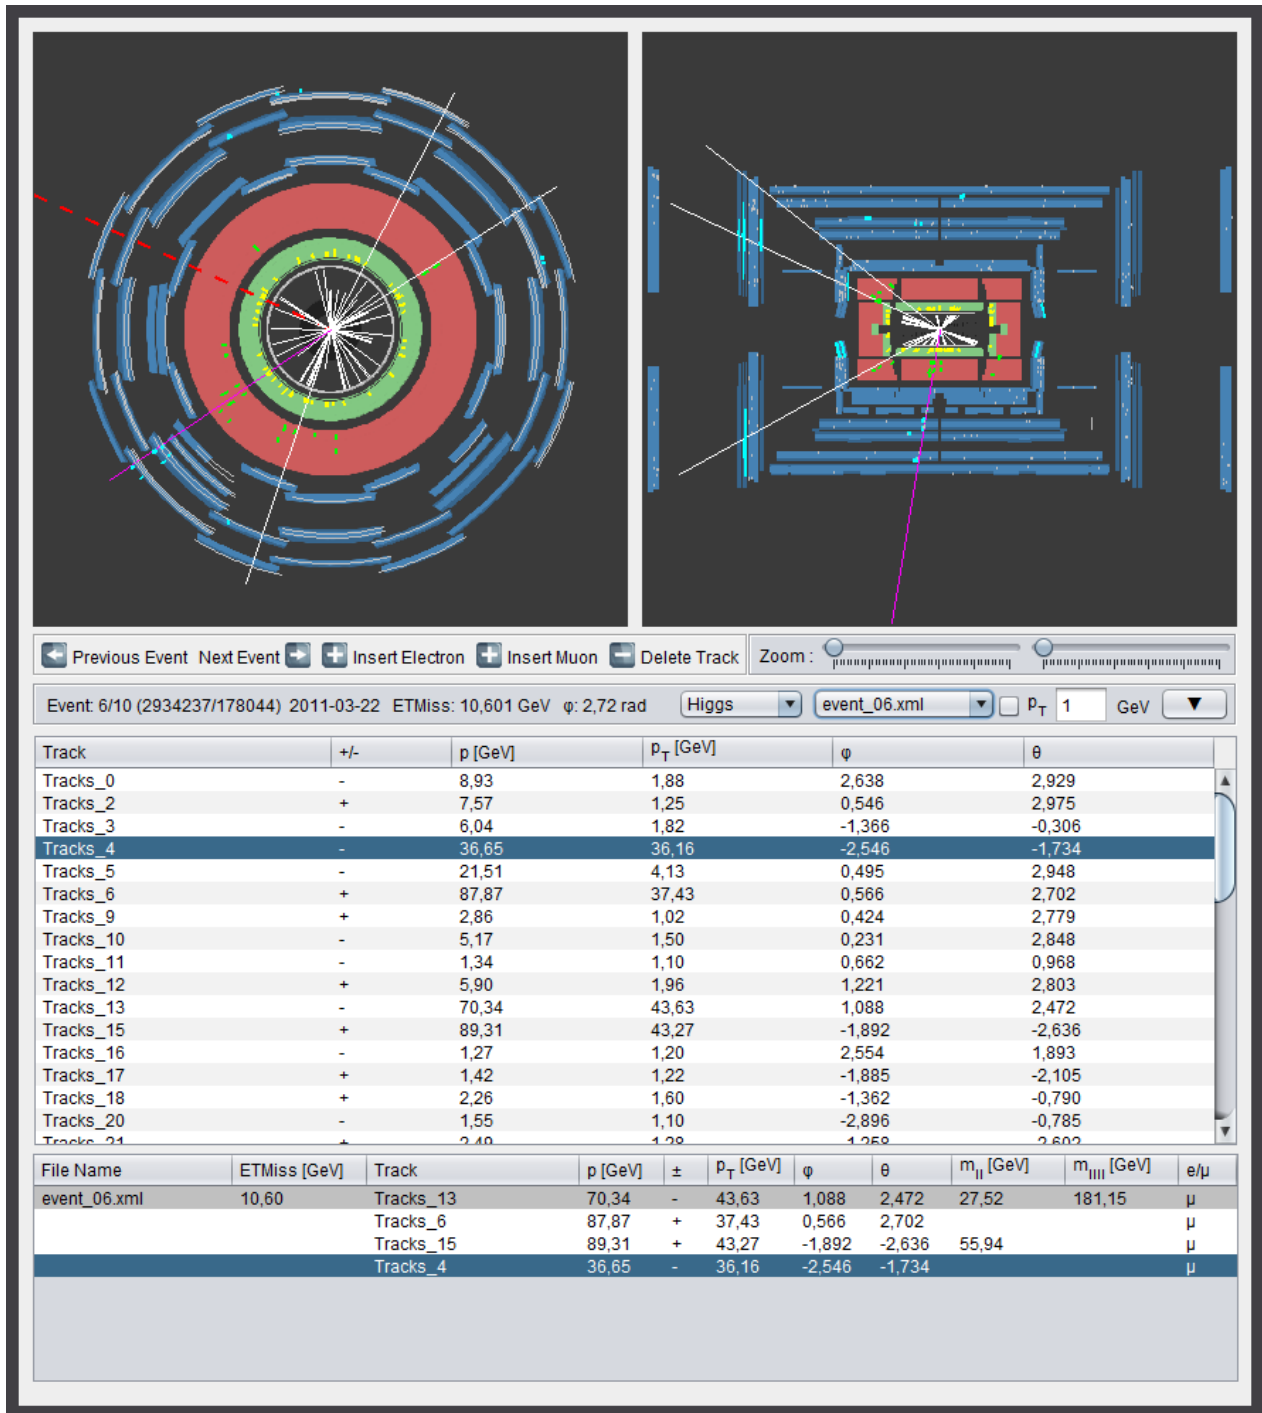 Previous Event Next Event Insert Electron Insert Muon Delete Track Zoom :
Event: 6/10 (2934237/178044) 2011-03-22 ETMiss: 10,601 GeV φ: 2,72 rad Higgs event_06.xml pT 1 GeV
Track +/- p [GeV] pT [GeV] φ θ
Tracks_0 - 8,93 1,88 2,638 2,929
Tracks_2 + 7,57 1,25 0,546 2,975
Tracks_3 - 6,04 1,82 -1,366 -0,306
Tracks_4 - 36,65 36,16 -2,546 -1,734
Tracks_5 - 21,51 4,13 0,495 2,948
Tracks_6 + 87,87 37,43 0,566 2,702
Tracks_9 + 2,86 1,02 0,424 2,779
Tracks_10 - 5,17 1,50 0,231 2,848
Tracks_11 - 1,34 1,10 0,662 0,968
Tracks_12 + 5,90 1,96 1,221 2,803
Tracks_13 - 70,34 43,63 1,088 2,472
Tracks_15 + 89,31 43,27 -1,892 -2,636
Tracks_16 - 1,27 1,20 2,554 1,893
Tracks_17 + 1,42 1,22 -1,885 -2,105
Tracks_18 + 2,26 1,60 -1,362 -0,790
Tracks_20 - 1,55 1,10 -2,896 -0,785
Tracks_21 + 2,49 1,28 -1,258 -2,602
File Name ETMiss [GeV] Track p [GeV] ± pT [GeV] φ θ mll [GeV] mllll [GeV] e/μ
event_06.xml 10,60 Tracks_13 70,34 - 43,63 1,088 2,472 27,52 181,15 μ
Tracks_6 87,87 + 37,43 0,566 2,702 μ
Tracks_15 89,31 + 43,27 -1,892 -2,636 55,94 μ
Tracks_4 36,65 - 36,16 -2,546 -1,734 μ